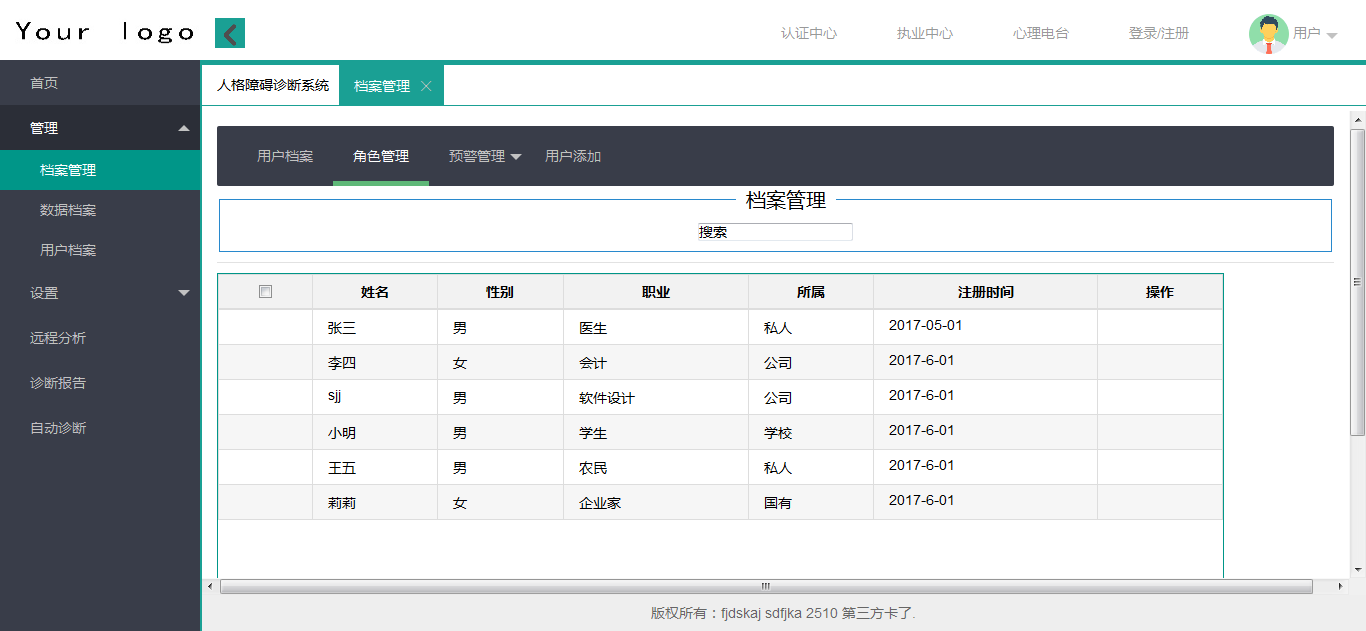 Your logo
认证中心 执业中心 心理电台 登录/注册 用户
首页
管理
档案管理
数据档案
用户档案
设置
远程分析
诊断报告
自动诊断
人格障碍诊断系统 档案管理
用户档案 角色管理 预警管理 用户添加
档案管理
搜索
姓名 性别 职业 所属 注册时间 操作
张三 男 医生 私人 2017-05-01
李四 女 会计 公司 2017-6-01
sjj 男 软件设计 公司 2017-6-01
小明 男 学生 学校 2017-6-01
王五 男 农民 私人 2017-6-01
莉莉 女 企业家 国有 2017-6-01
版权所有：fjdskaj sdfjka 2510 第三方卡了.